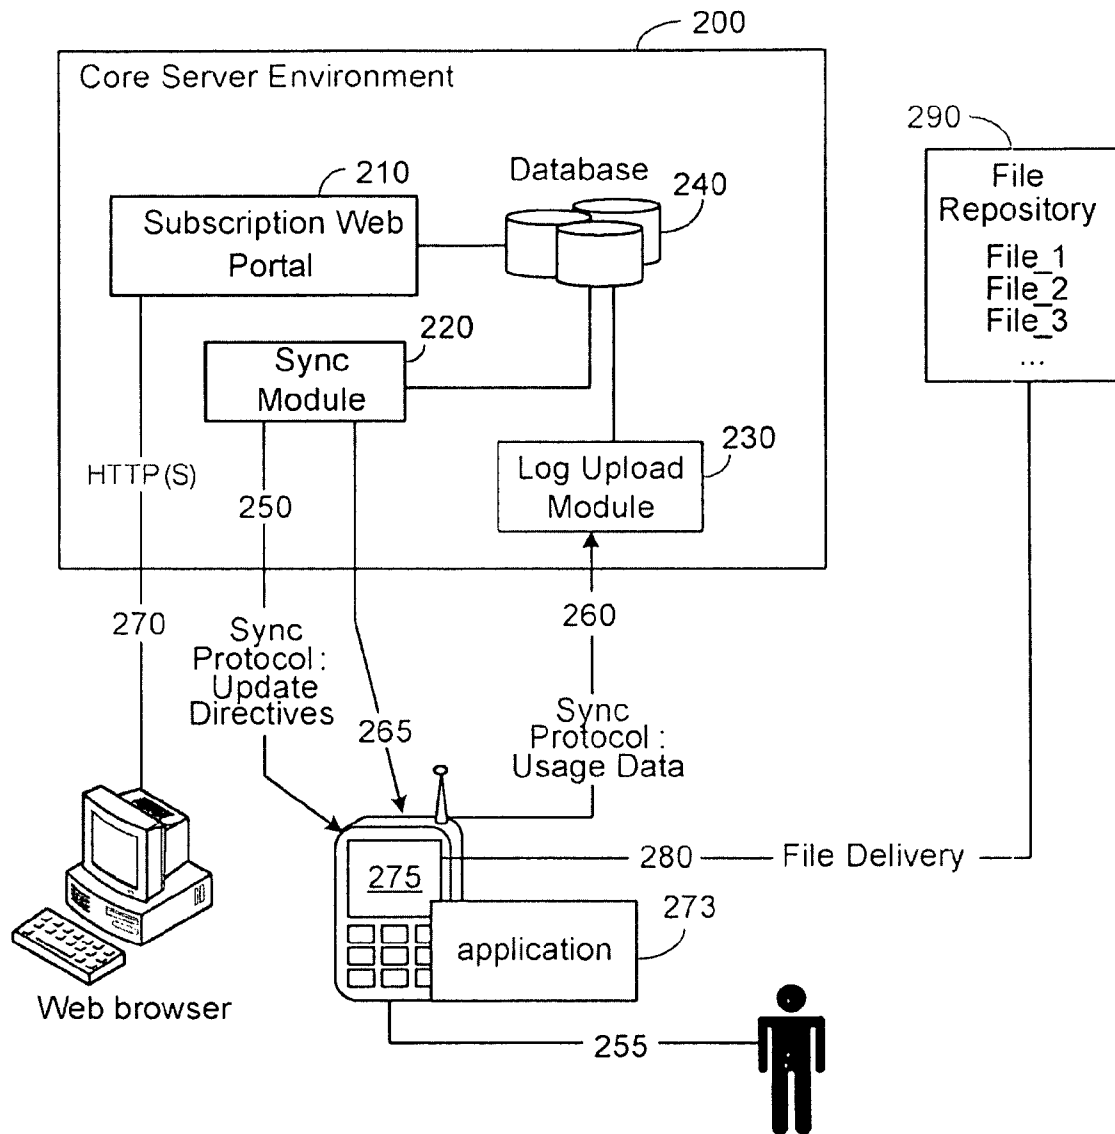 200
Core Server Environment
290
File
Repository
File_1
File_2
File_3
...
210
Database
240
Subscription Web
Portal
220
Sync
Module
230
Log Upload
Module
HTTP(S)
250
270
Sync
Protocol:
Update
Directives
265
260
Sync
Protocol:
Usage Data
280
File Delivery
275
273
application
Web browser
255